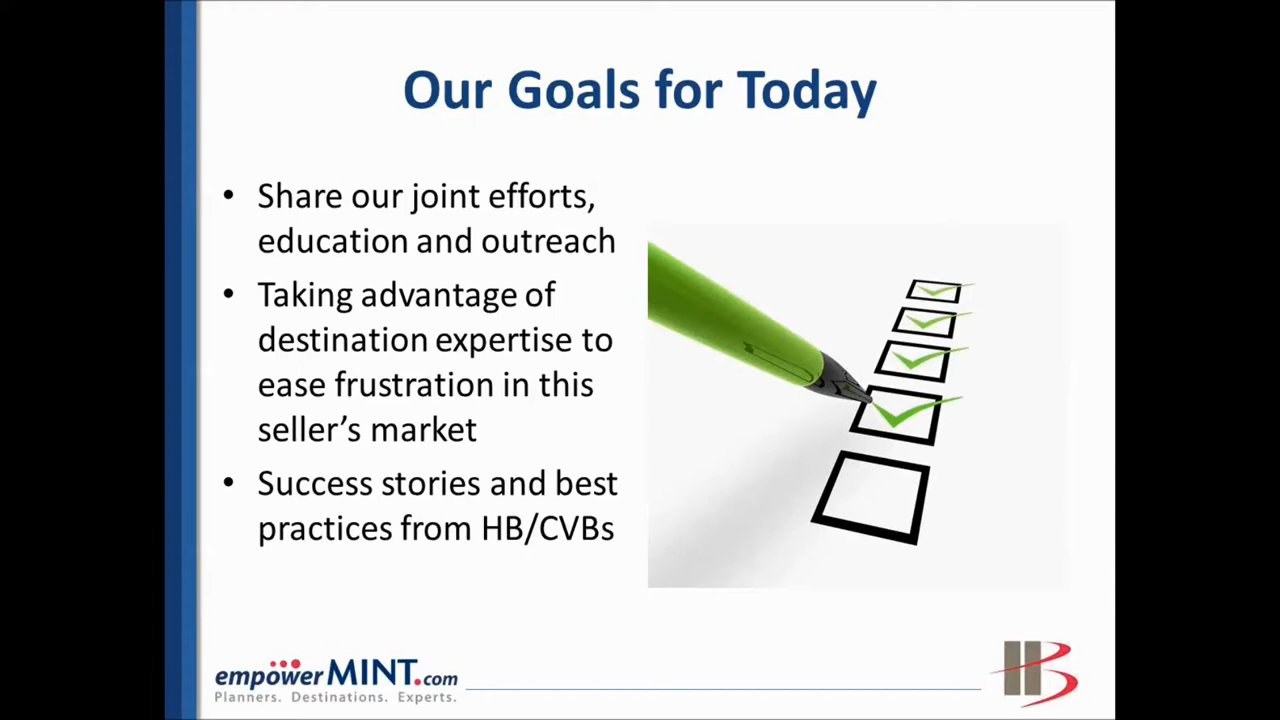 Our Goals for Today
• Share our joint efforts,
education and outreach
• Taking advantage of
destination expertise to
ease frustration in this
seller’s market
• Success stories and best
practices from HB/CVBs
empowerMINT.com
Planners. Destinations. Experts.
HB